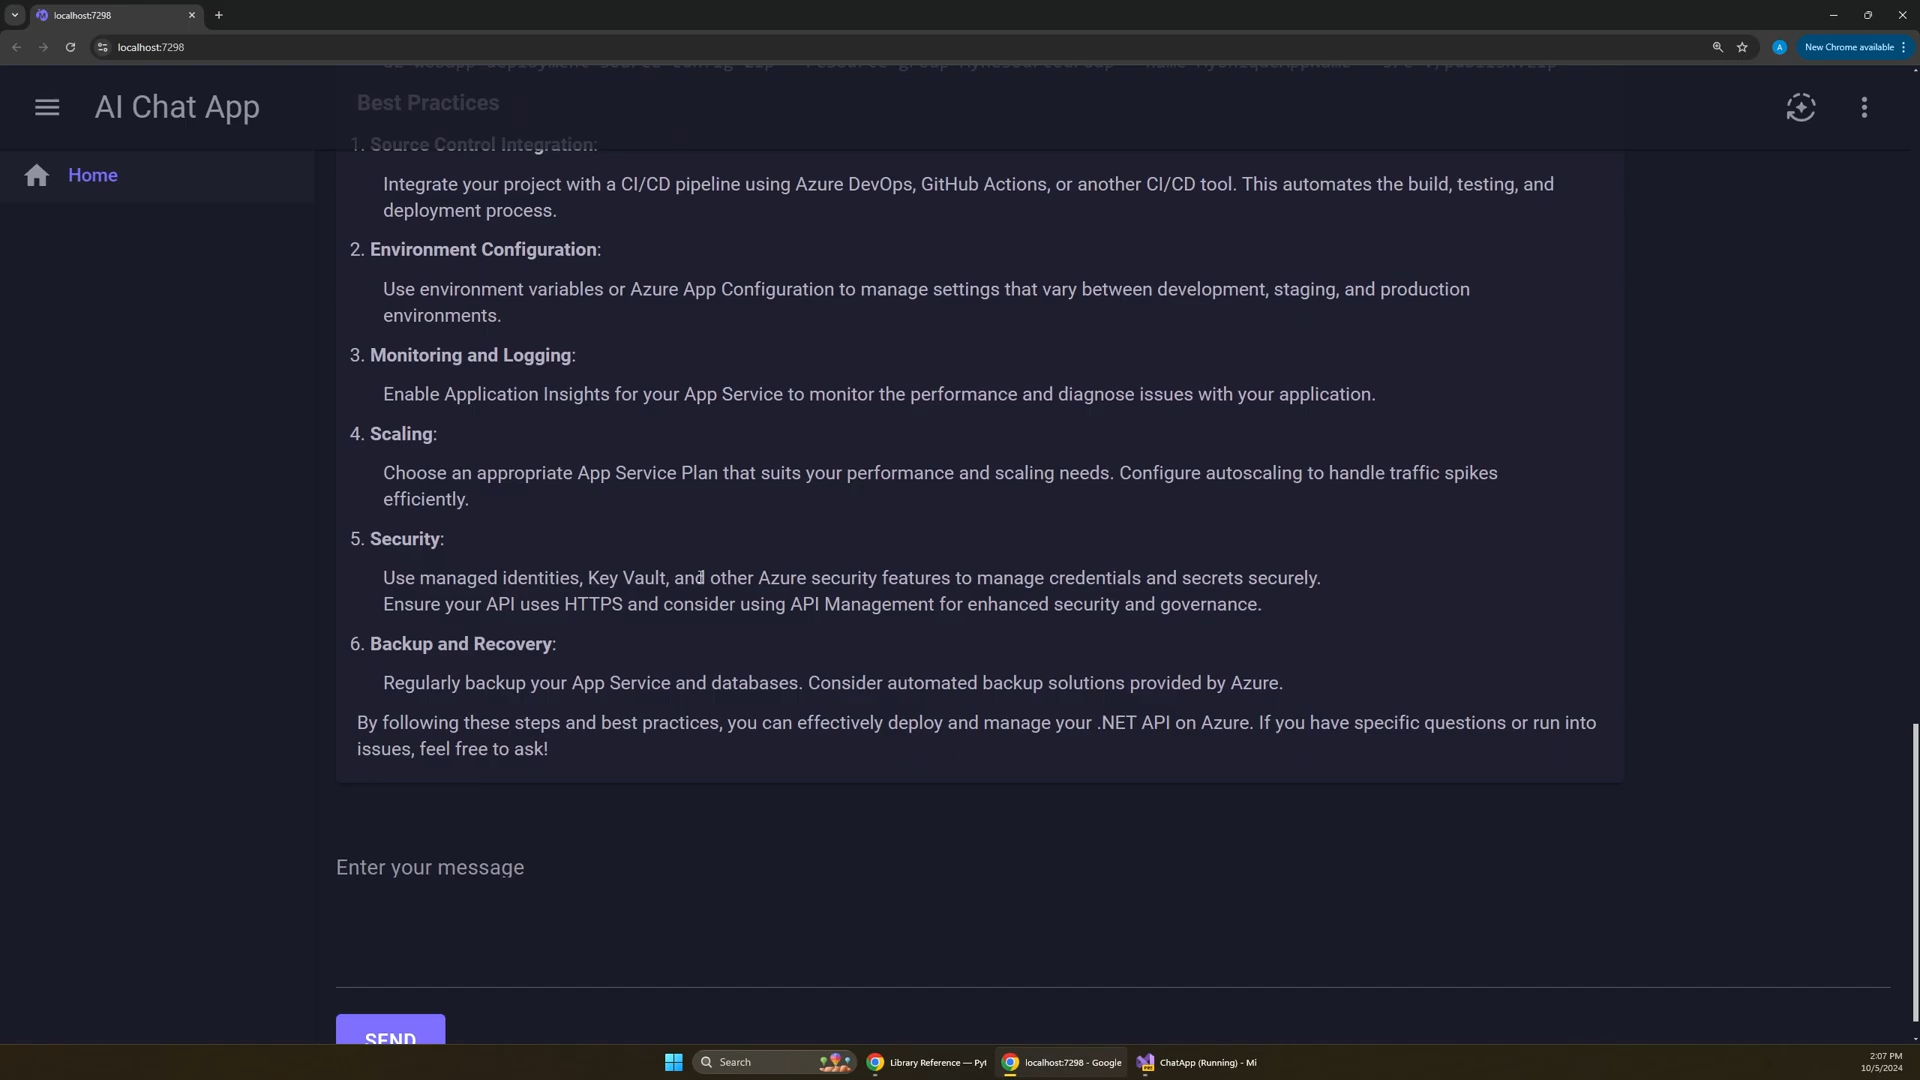 localhost:7298
localhost:7298
New Chrome available
AI Chat App
Home
Best Practices
1. Source Control Integration:
Integrate your project with a CI/CD pipeline using Azure DevOps, GitHub Actions, or another CI/CD tool. This automates the build, testing, and
deployment process.
2. Environment Configuration:
Use environment variables or Azure App Configuration to manage settings that vary between development, staging, and production
environments.
3. Monitoring and Logging:
Enable Application Insights for your App Service to monitor the performance and diagnose issues with your application.
4. Scaling:
Choose an appropriate App Service Plan that suits your performance and scaling needs. Configure autoscaling to handle traffic spikes
efficiently.
5. Security:
Use managed identities, Key Vault, and other Azure security features to manage credentials and secrets securely.
Ensure your API uses HTTPS and consider using API Management for enhanced security and governance.
6. Backup and Recovery:
Regularly backup your App Service and databases. Consider automated backup solutions provided by Azure.
By following these steps and best practices, you can effectively deploy and manage your .NET API on Azure. If you have specific questions or run into
issues, feel free to ask!
Enter your message
SEND
Search
Library Reference — Pyt
localhost:7298 - Google
ChatApp (Running) - Mi
2:07 PM
10/5/2024